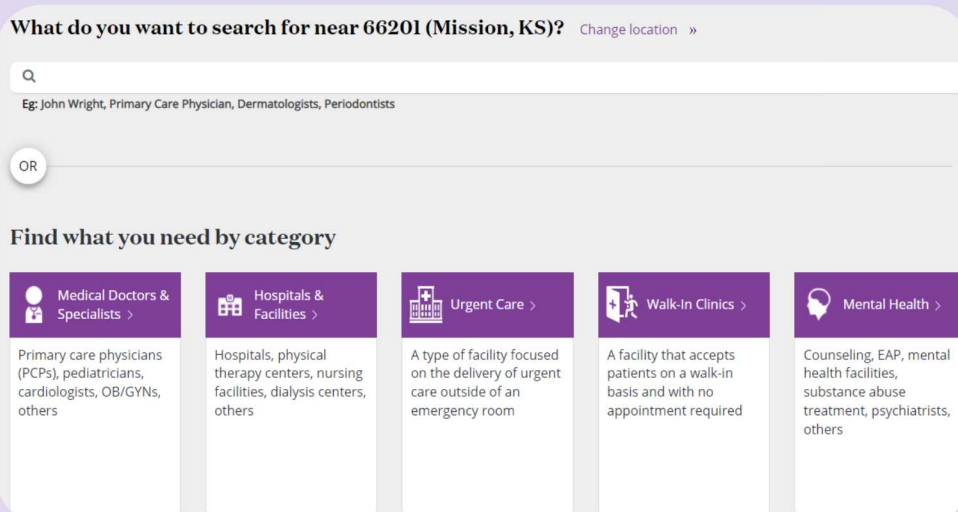 What do you want to search for near 66201 (Mission, KS)? Change location »
Eg: John Wright, Primary Care Physician, Dermatologists, Periodontists
OR
Find what you need by category
Medical Doctors &
Specialists >
Primary care physicians
(PCPs), pediatricians,
cardiologists, OB/GYNs,
others
Hospitals &
Facilities >
Hospitals, physical
therapy centers, nursing
facilities, dialysis centers,
others
Urgent Care >
A type of facility focused
on the delivery of urgent
care outside of an
emergency room
Walk-In Clinics >
A facility that accepts
patients on a walk-in
basis and with no
appointment required
Mental Health >
Counseling, EAP, mental
health facilities,
substance abuse
treatment, psychiatrists,
others